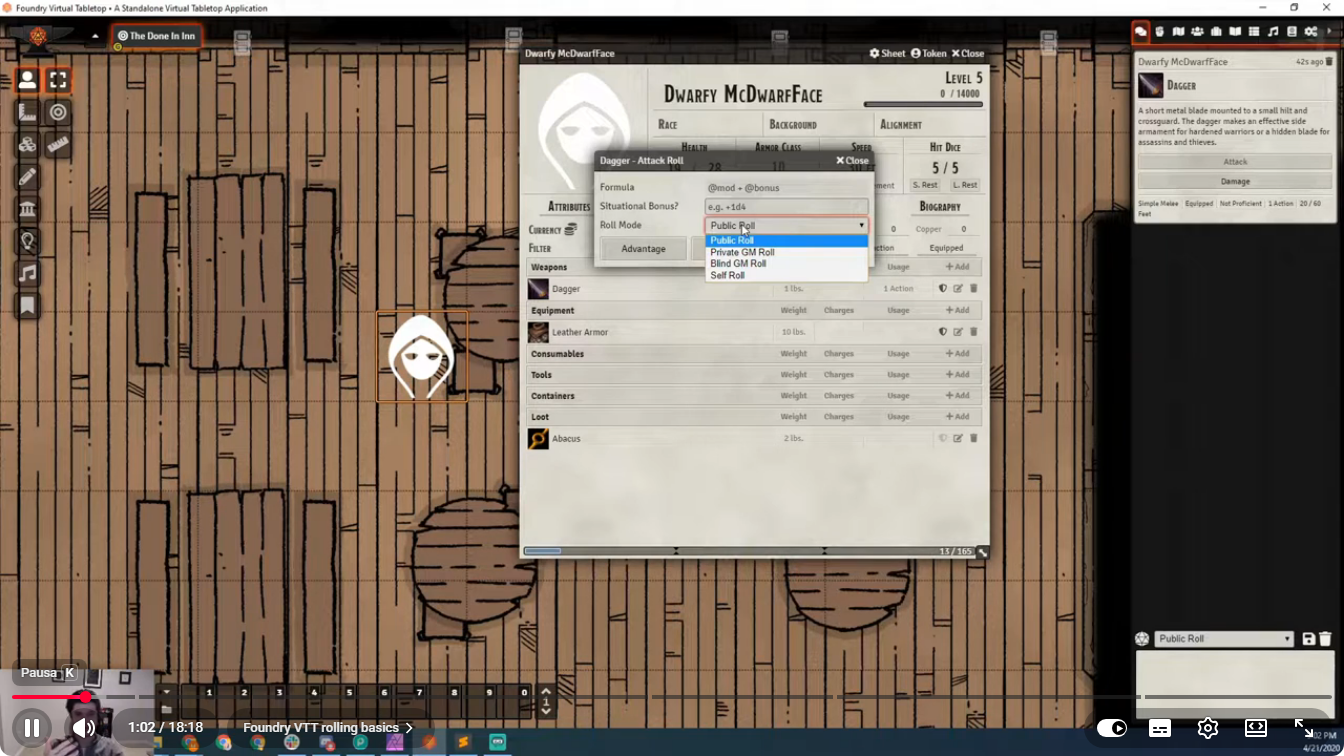 Foundry Virtual Tabletop • A Standalone Virtual Tabletop Application
The Done In Inn
G
Dwarfy McDwarfFace
Sheet Token Close
Dwarfy McDwarfFace
Level 5
0 / 14000
Race Background Alignment
Health Armor Class Speed Hit Dice
5 / 5
S. Rest L. Rest
Dagger - Attack Roll Close
Formula @mod + @bonus
Situational Bonus? e.g. +1d4
Roll Mode Public Roll
Public Roll
Private GM Roll
Blind GM Roll
Self Roll
Advantage
Attributes Biography
Currency 0 Copper 0
Filter Equipped
Weapons Usage Add
Dagger 1 lbs. 1 Action
Equipment Weight Charges Usage Add
Leather Armor 10 lbs.
Consumables Weight Charges Usage Add
Tools Weight Charges Usage Add
Containers Weight Charges Usage Add
Loot Weight Charges Usage Add
Abacus 2 lbs.
13 / 165
Dwarfy McDwarfFace 42s ago
Dagger
A short metal blade mounted to a small hilt and
crossguard. The dagger makes an effective side
armament for hardened warriors or a hidden blade for
assassins and thieves.
Attack
Damage
Simple Melee Equipped Not Proficient 1 Action 20 / 60
Feet
Public Roll
Pausa K
1 2 3 4 5 6 7 8 9 0
1
1:02 / 18:18 Foundry VTT rolling basics
4/21/2020